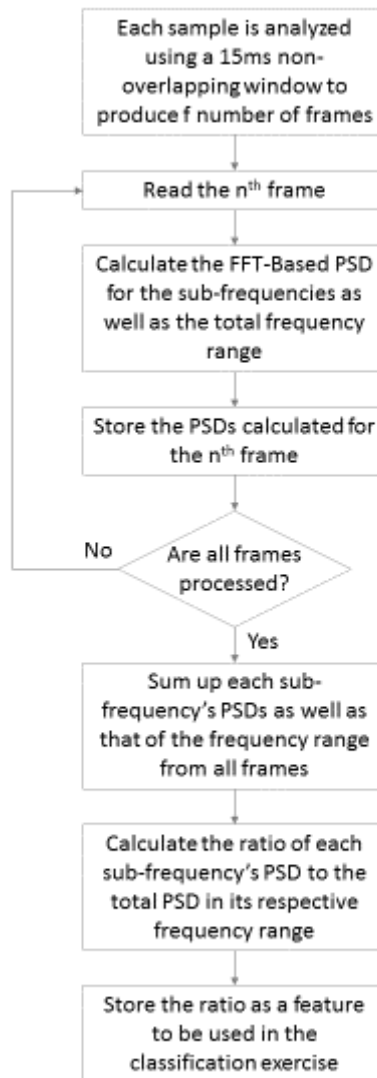 Each sample is analyzed
using a 15ms non-
overlapping window to
produce f number of frames
Read the nth frame
Calculate the FFT-Based PSD
for the sub-frequencies as
well as the total frequency
range
Store the PSDs calculated for
the nth frame
No
Are all frames
processed?
Yes
Sum up each sub-
frequency's PSDs as well as
that of the frequency range
from all frames
Calculate the ratio of each
sub-frequency's PSD to the
total PSD in its respective
frequency range
Store the ratio as a feature
to be used in the
classification exercise